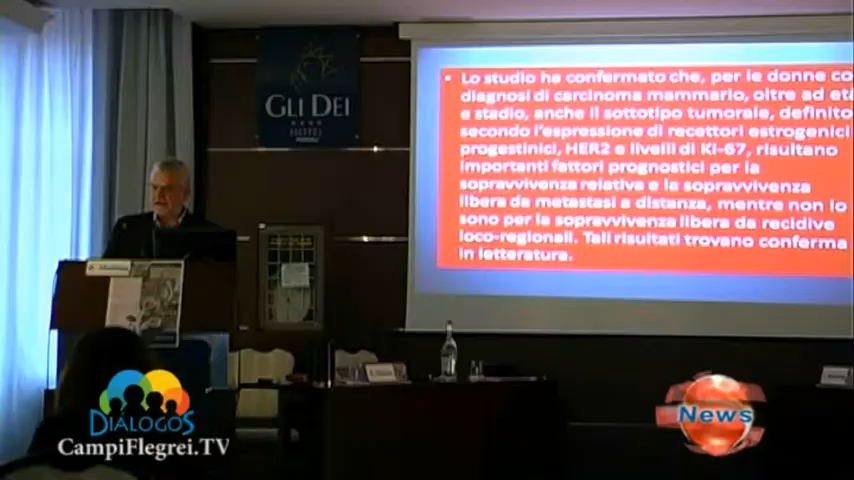 GLI DEI
HOTEL
• Lo studio ha confermato che, per le donne co
diagnosi di carcinoma mammario, oltre ad età
e stadio, anche il sottotipo tumorale, definito
secondo l'espressione di recettori estrogenici
progestinici, HER2 e livelli di Ki-67, risultano
importanti fattori prognostici per la
sopravvivenza relativa e la sopravvivenza
libera da metastasi a distanza, mentre non lo
sono per la sopravvivenza libera da recidive
loco-regionali. Tali risultati trovano conferma
in letteratura.
DIALOGOS
CAMPIFLEGREI.TV
News